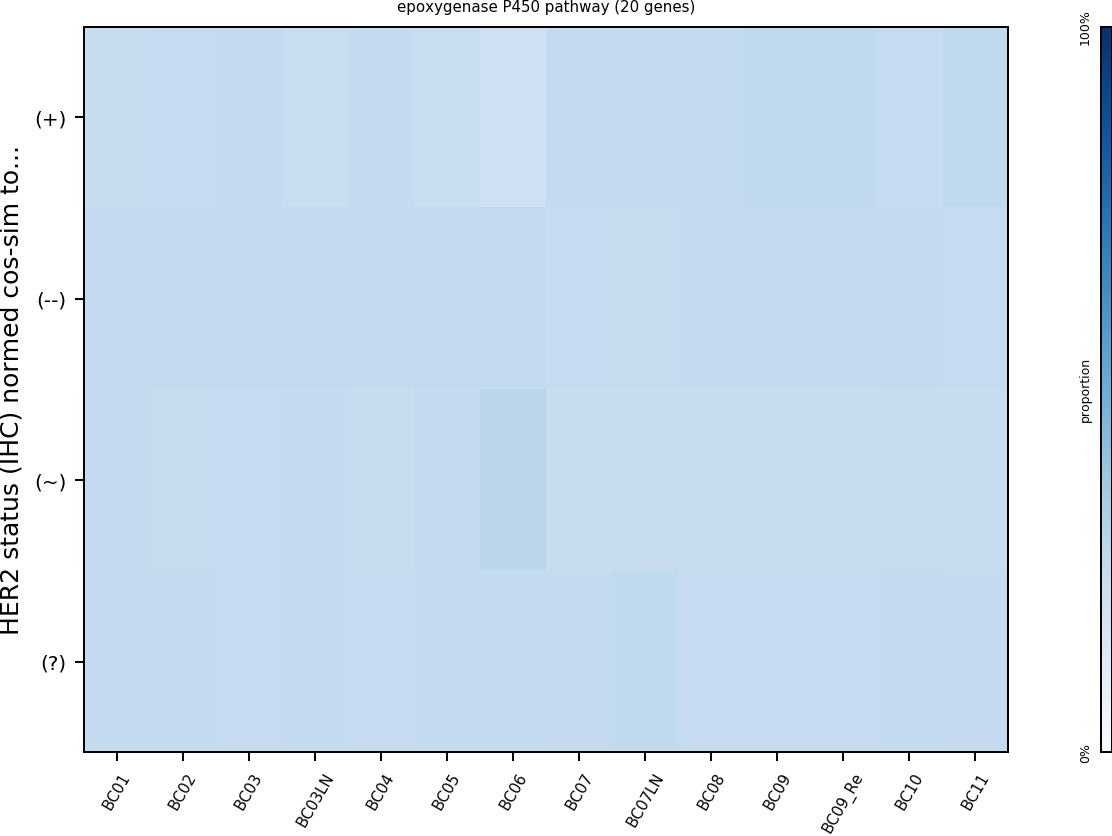 epoxygenase P450 pathway (20 genes)
HER2 status (IHC) normed cos-sim to...
(+)
(--)
(~)
(?)
BC01
BC02
BC03
BC03LN
BC04
BC05
BC06
BC07
BC07LN
BC08
BC09
BC09_Re
BC10
BC11
100%
proportion
0%